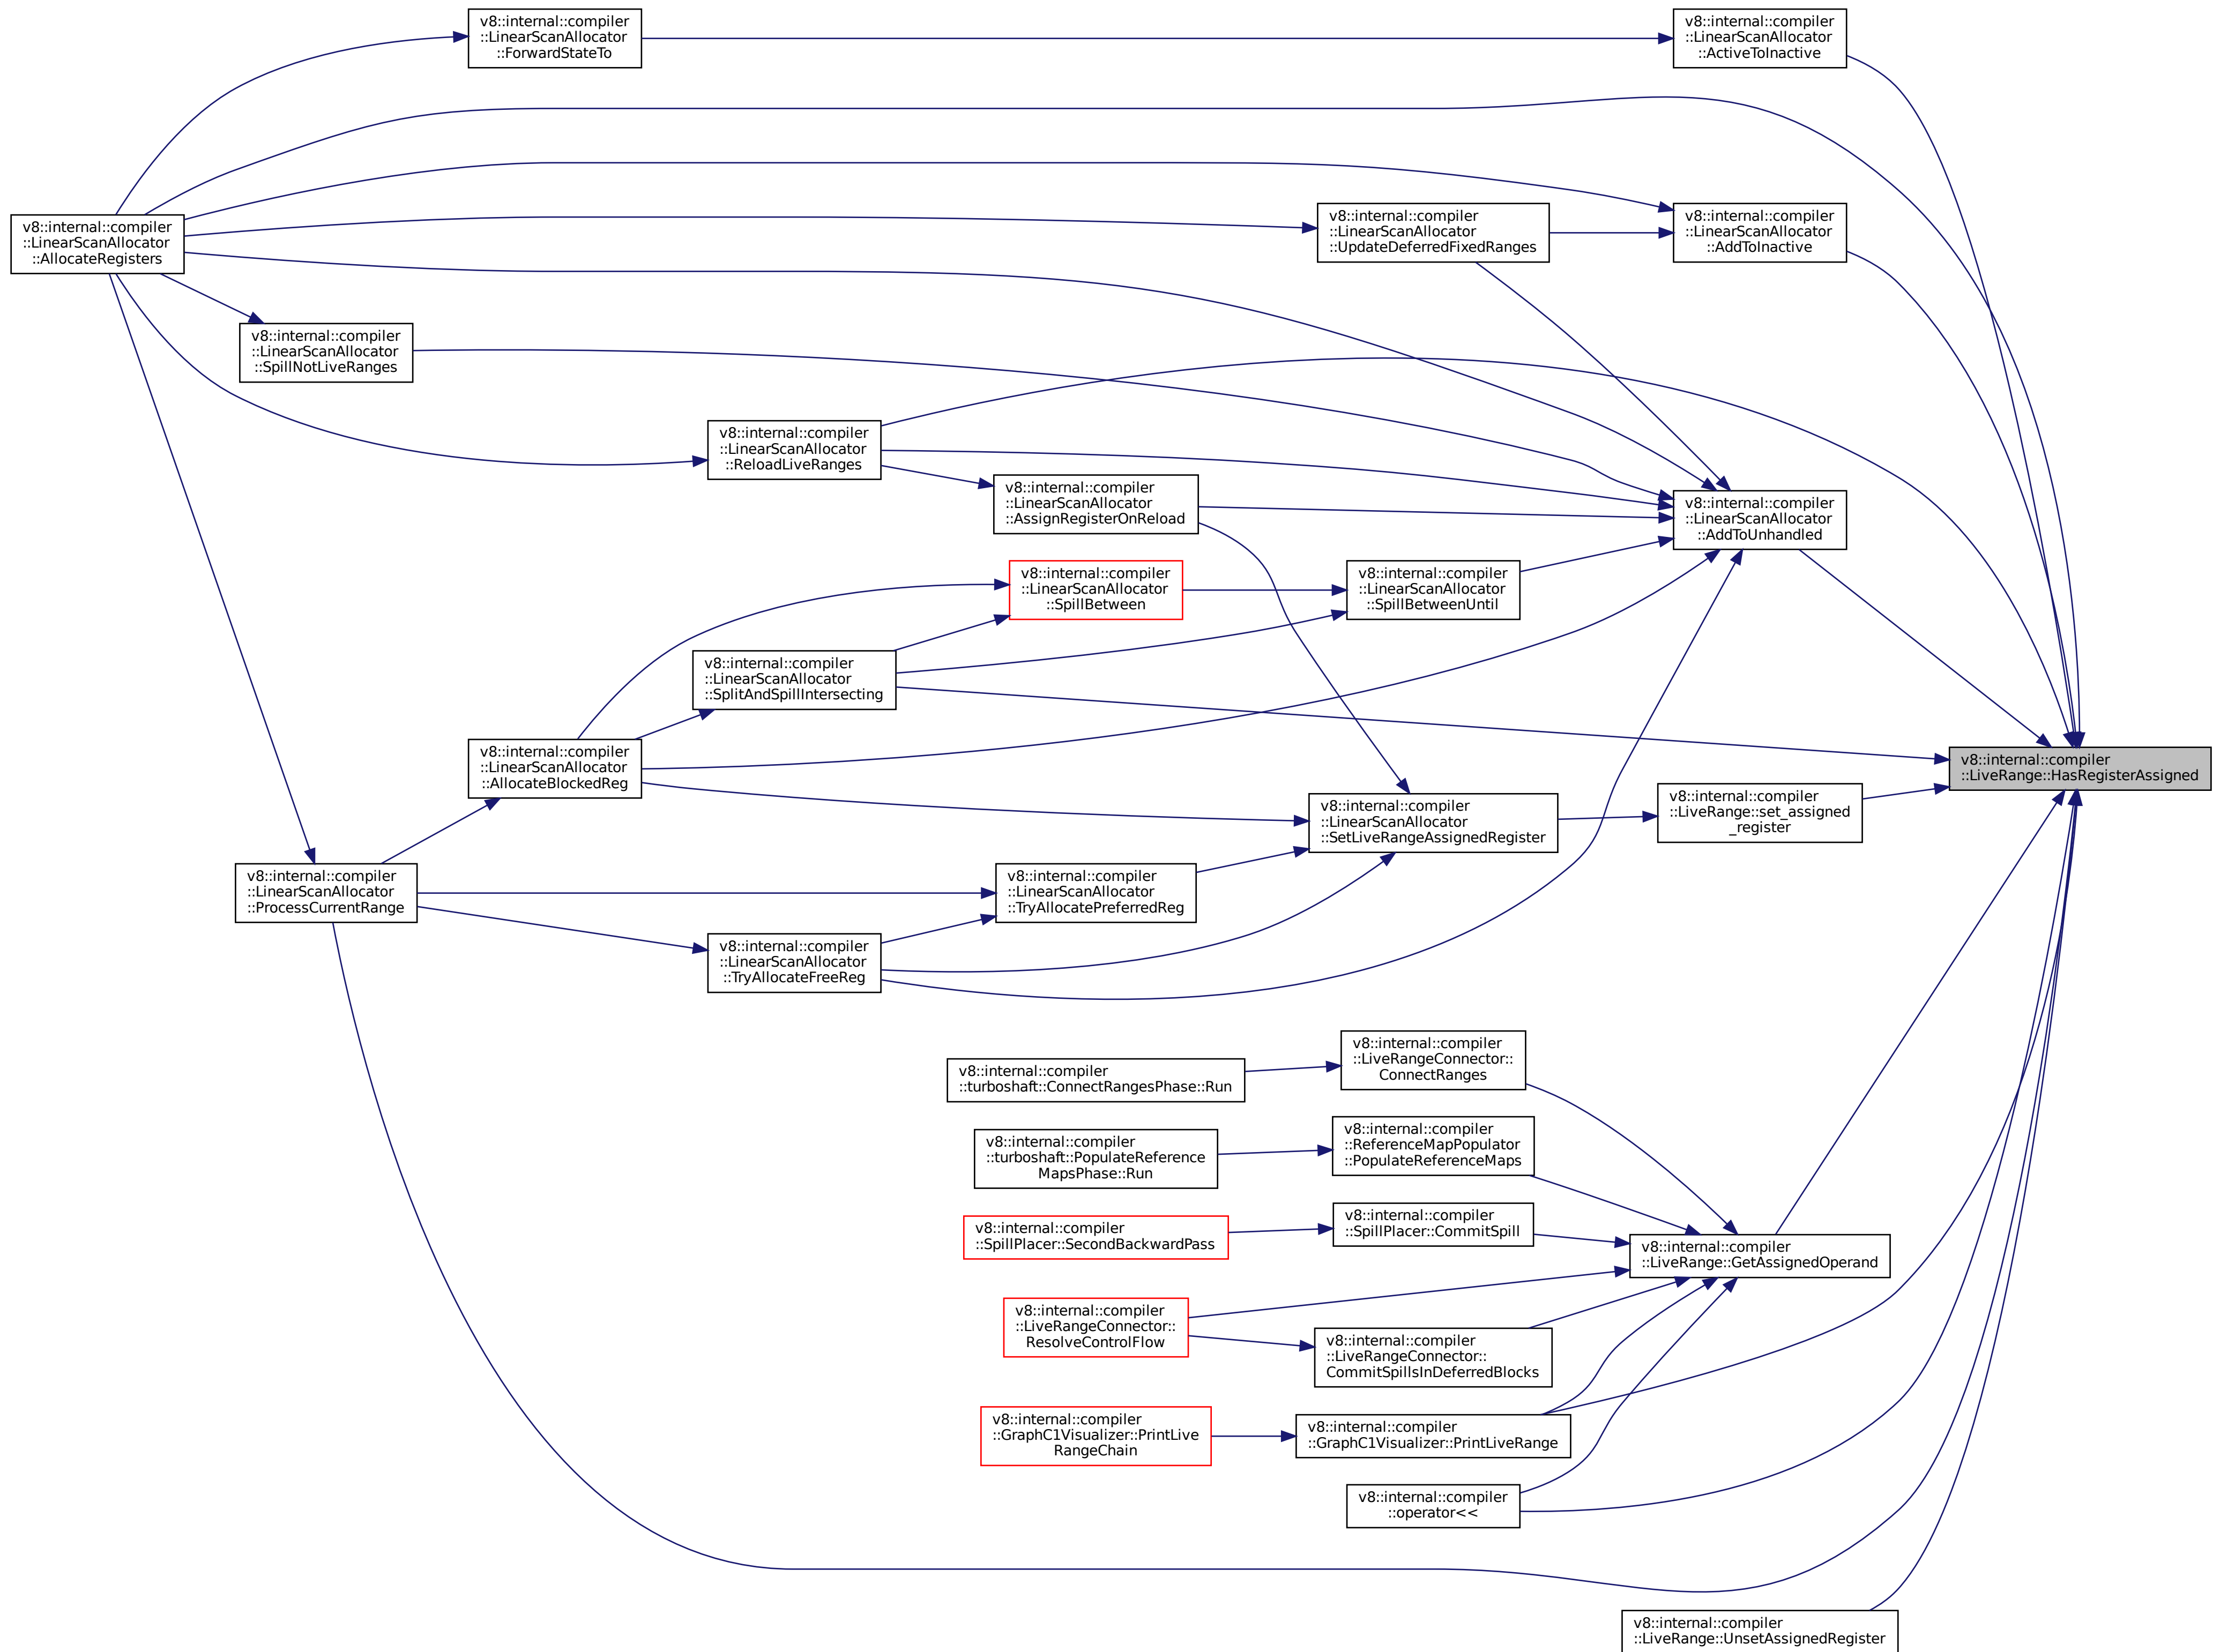 v8::internal::compiler
::LinearScanAllocator
::ForwardStateTo
v8::internal::compiler
::LinearScanAllocator
::ActiveToInactive
v8::internal::compiler
::LinearScanAllocator
::AllocateRegisters
v8::internal::compiler
::LinearScanAllocator
::UpdateDeferredFixedRanges
v8::internal::compiler
::LinearScanAllocator
::AddToInactive
v8::internal::compiler
::LinearScanAllocator
::SpillNotLiveRanges
v8::internal::compiler
::LinearScanAllocator
::ReloadLiveRanges
v8::internal::compiler
::LinearScanAllocator
::AssignRegisterOnReload
v8::internal::compiler
::LinearScanAllocator
::AddToUnhandled
v8::internal::compiler
::LinearScanAllocator
::SpillBetween
v8::internal::compiler
::LinearScanAllocator
::SpillBetweenUntil
v8::internal::compiler
::LinearScanAllocator
::SplitAndSpillIntersecting
v8::internal::compiler
::LinearScanAllocator
::AllocateBlockedReg
v8::internal::compiler
::LiveRange::HasRegisterAssigned
v8::internal::compiler
::LiveRange::set_assigned
_register
v8::internal::compiler
::LinearScanAllocator
::SetLiveRangeAssignedRegister
v8::internal::compiler
::LinearScanAllocator
::ProcessCurrentRange
v8::internal::compiler
::LinearScanAllocator
::TryAllocatePreferredReg
v8::internal::compiler
::LinearScanAllocator
::TryAllocateFreeReg
v8::internal::compiler
::LiveRangeConnector::
ConnectRanges
v8::internal::compiler
::turboshaft::ConnectRangesPhase::Run
v8::internal::compiler
::ReferenceMapPopulator
::PopulateReferenceMaps
v8::internal::compiler
::turboshaft::PopulateReference
MapsPhase::Run
v8::internal::compiler
::SpillPlacer::CommitSpill
v8::internal::compiler
::SpillPlacer::SecondBackwardPass
v8::internal::compiler
::LiveRange::GetAssignedOperand
v8::internal::compiler
::LiveRangeConnector::
ResolveControlFlow
v8::internal::compiler
::LiveRangeConnector::
CommitSpillsInDeferredBlocks
v8::internal::compiler
::GraphC1Visualizer::PrintLive
RangeChain
v8::internal::compiler
::GraphC1Visualizer::PrintLiveRange
v8::internal::compiler
::operator<<
v8::internal::compiler
::LiveRange::UnsetAssignedRegister